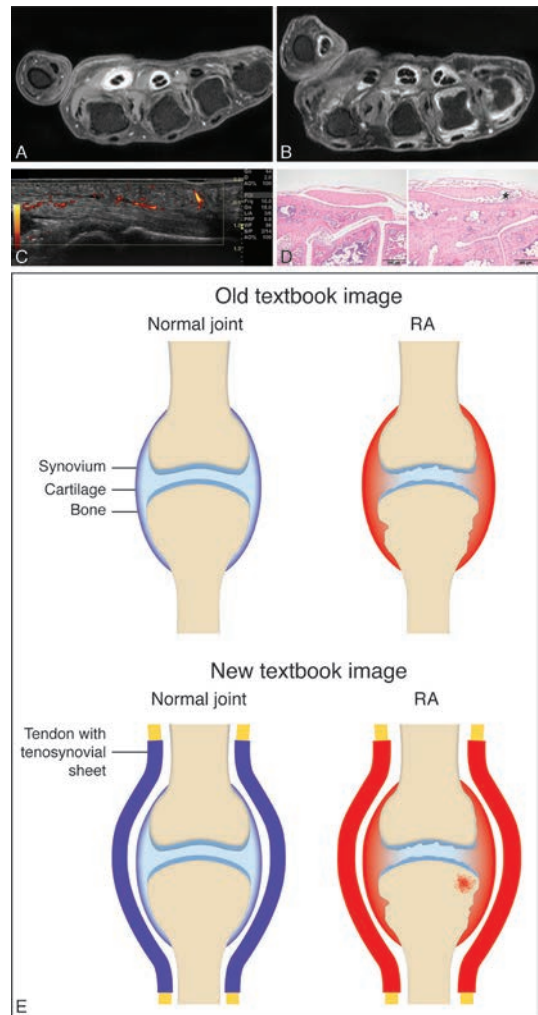 A
B
C
D
Old textbook image
Normal joint
RA
Synovium
Cartilage
Bone
New textbook image
Normal joint
RA
Tendon with
tenosynovial
sheet
E